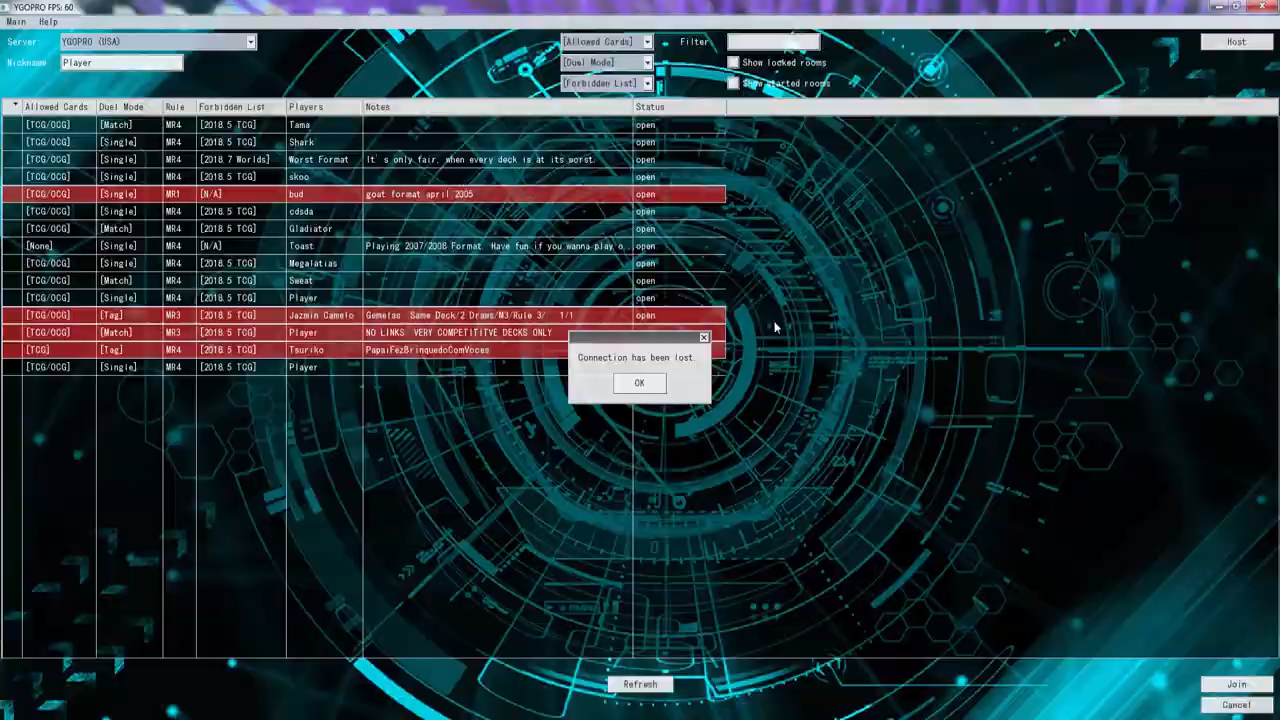 YGOPRO FPS: 60
Main Help
Server: YGOPRO (USA) [Allowed Cards] Filter Host
Nickname Player [Duel Mode] Show locked rooms
[Forbidden List] Show started rooms
Allowed Cards Duel Mode Rule Forbidden List Players Notes Status
[TCG/OCG] [Match] MR4 [2018.5 TCG] Tama open
[TCG/OCG] [Single] MR4 [2018.5 TCG] Shark open
[TCG/OCG] [Single] MR4 [2018.7 Worlds] Worst Format It's only fair, when every deck is at its worst. open
[TCG/OCG] [Single] MR4 [2018.5 TCG] skoo open
[TCG/OCG] [Single] MR1 [N/A] bud goat format april 2005 open
[TCG/OCG] [Single] MR4 [2018.5 TCG] cdsda open
[TCG/OCG] [Match] MR4 [2018.5 TCG] Gladiator open
[None] [Single] MR4 [N/A] Toast Playing 2007/2008 Format. Have fun if you wanna play o... open
[TCG/OCG] [Single] MR4 [2018.5 TCG] Megalatias open
[TCG/OCG] [Match] MR4 [2018.5 TCG] Sweat open
[TCG/OCG] [Single] MR4 [2018.5 TCG] Player open
[TCG/OCG] [Tag] MR3 [2018.5 TCG] Jazmin Camelo Gemelas Same Deck/2 Draws/M3/Rule 3/ 1/1 open
[TCG/OCG] [Match] MR3 [2018.5 TCG] Player NO LINKS VERY COMPETITITVE DECKS ONLY
[TCG] [Tag] MR4 [2018.5 TCG] Tsuriko PapaiFezBrinquedoComVoces
[TCG/OCG] [Single] MR4 [2018.5 TCG] Player
Connection has been lost.
OK
Refresh Join
Cancel